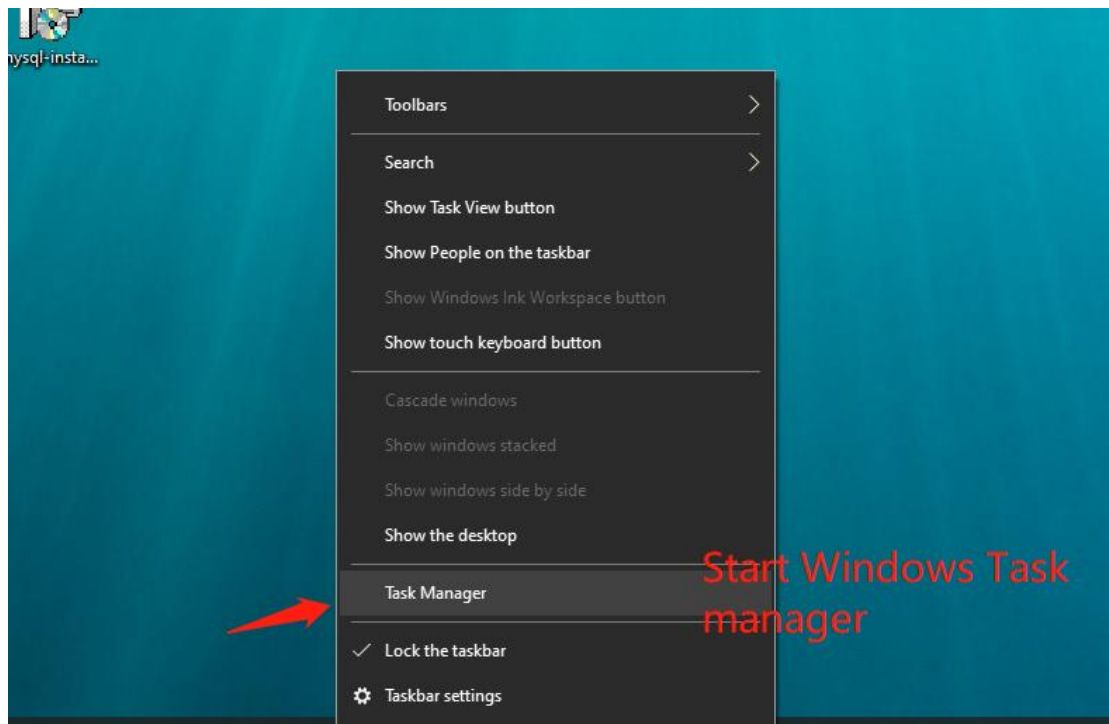 nysql-insta...
Toolbars
Search
Show Task View button
Show People on the taskbar
Show Windows Ink Workspace button
Show touch keyboard button
Cascade windows
Show windows stacked
Show windows side by side
Show the desktop
Start Windows Task
manager
Task Manager
Lock the taskbar
Taskbar settings